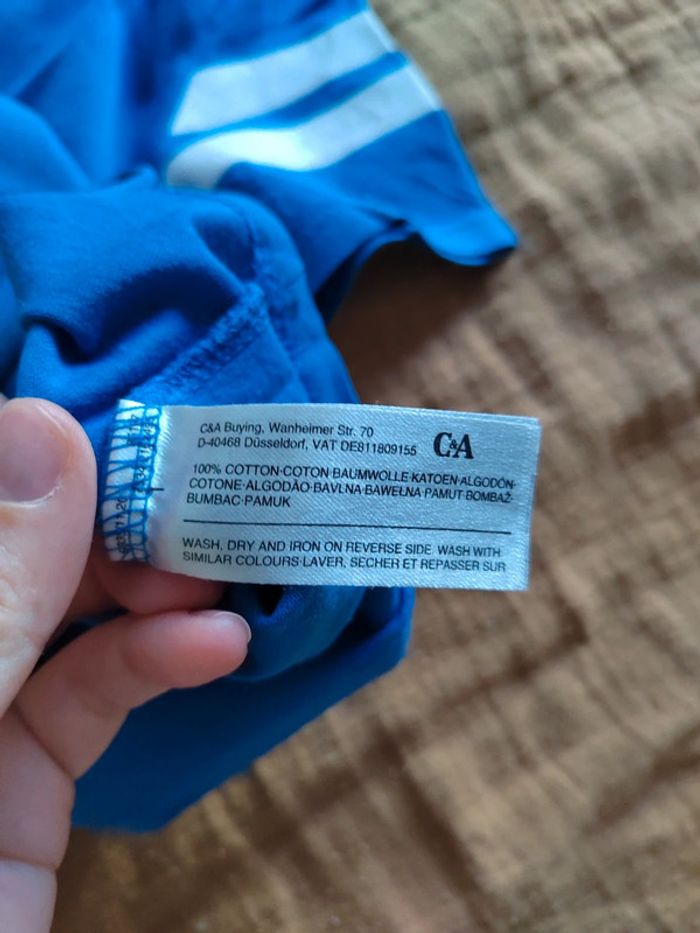 C&A Buying, Wanheimer Str. 70
D-40468 Düsseldorf, VAT DE811809155
C&A
100% COTTON·COTON·BAUMWOLLE·KATOEN·ALGODÓN·
COTONE·ALGODÃO·BAVLNA·BAWEŁNA·PAMUT·BOMBAŽ·
BUMBAC·PAMUK
WASH, DRY AND IRON ON REVERSE SIDE. WASH WITH
SIMILAR COLOURS·LAVER, SECHER ET REPASSER SUR